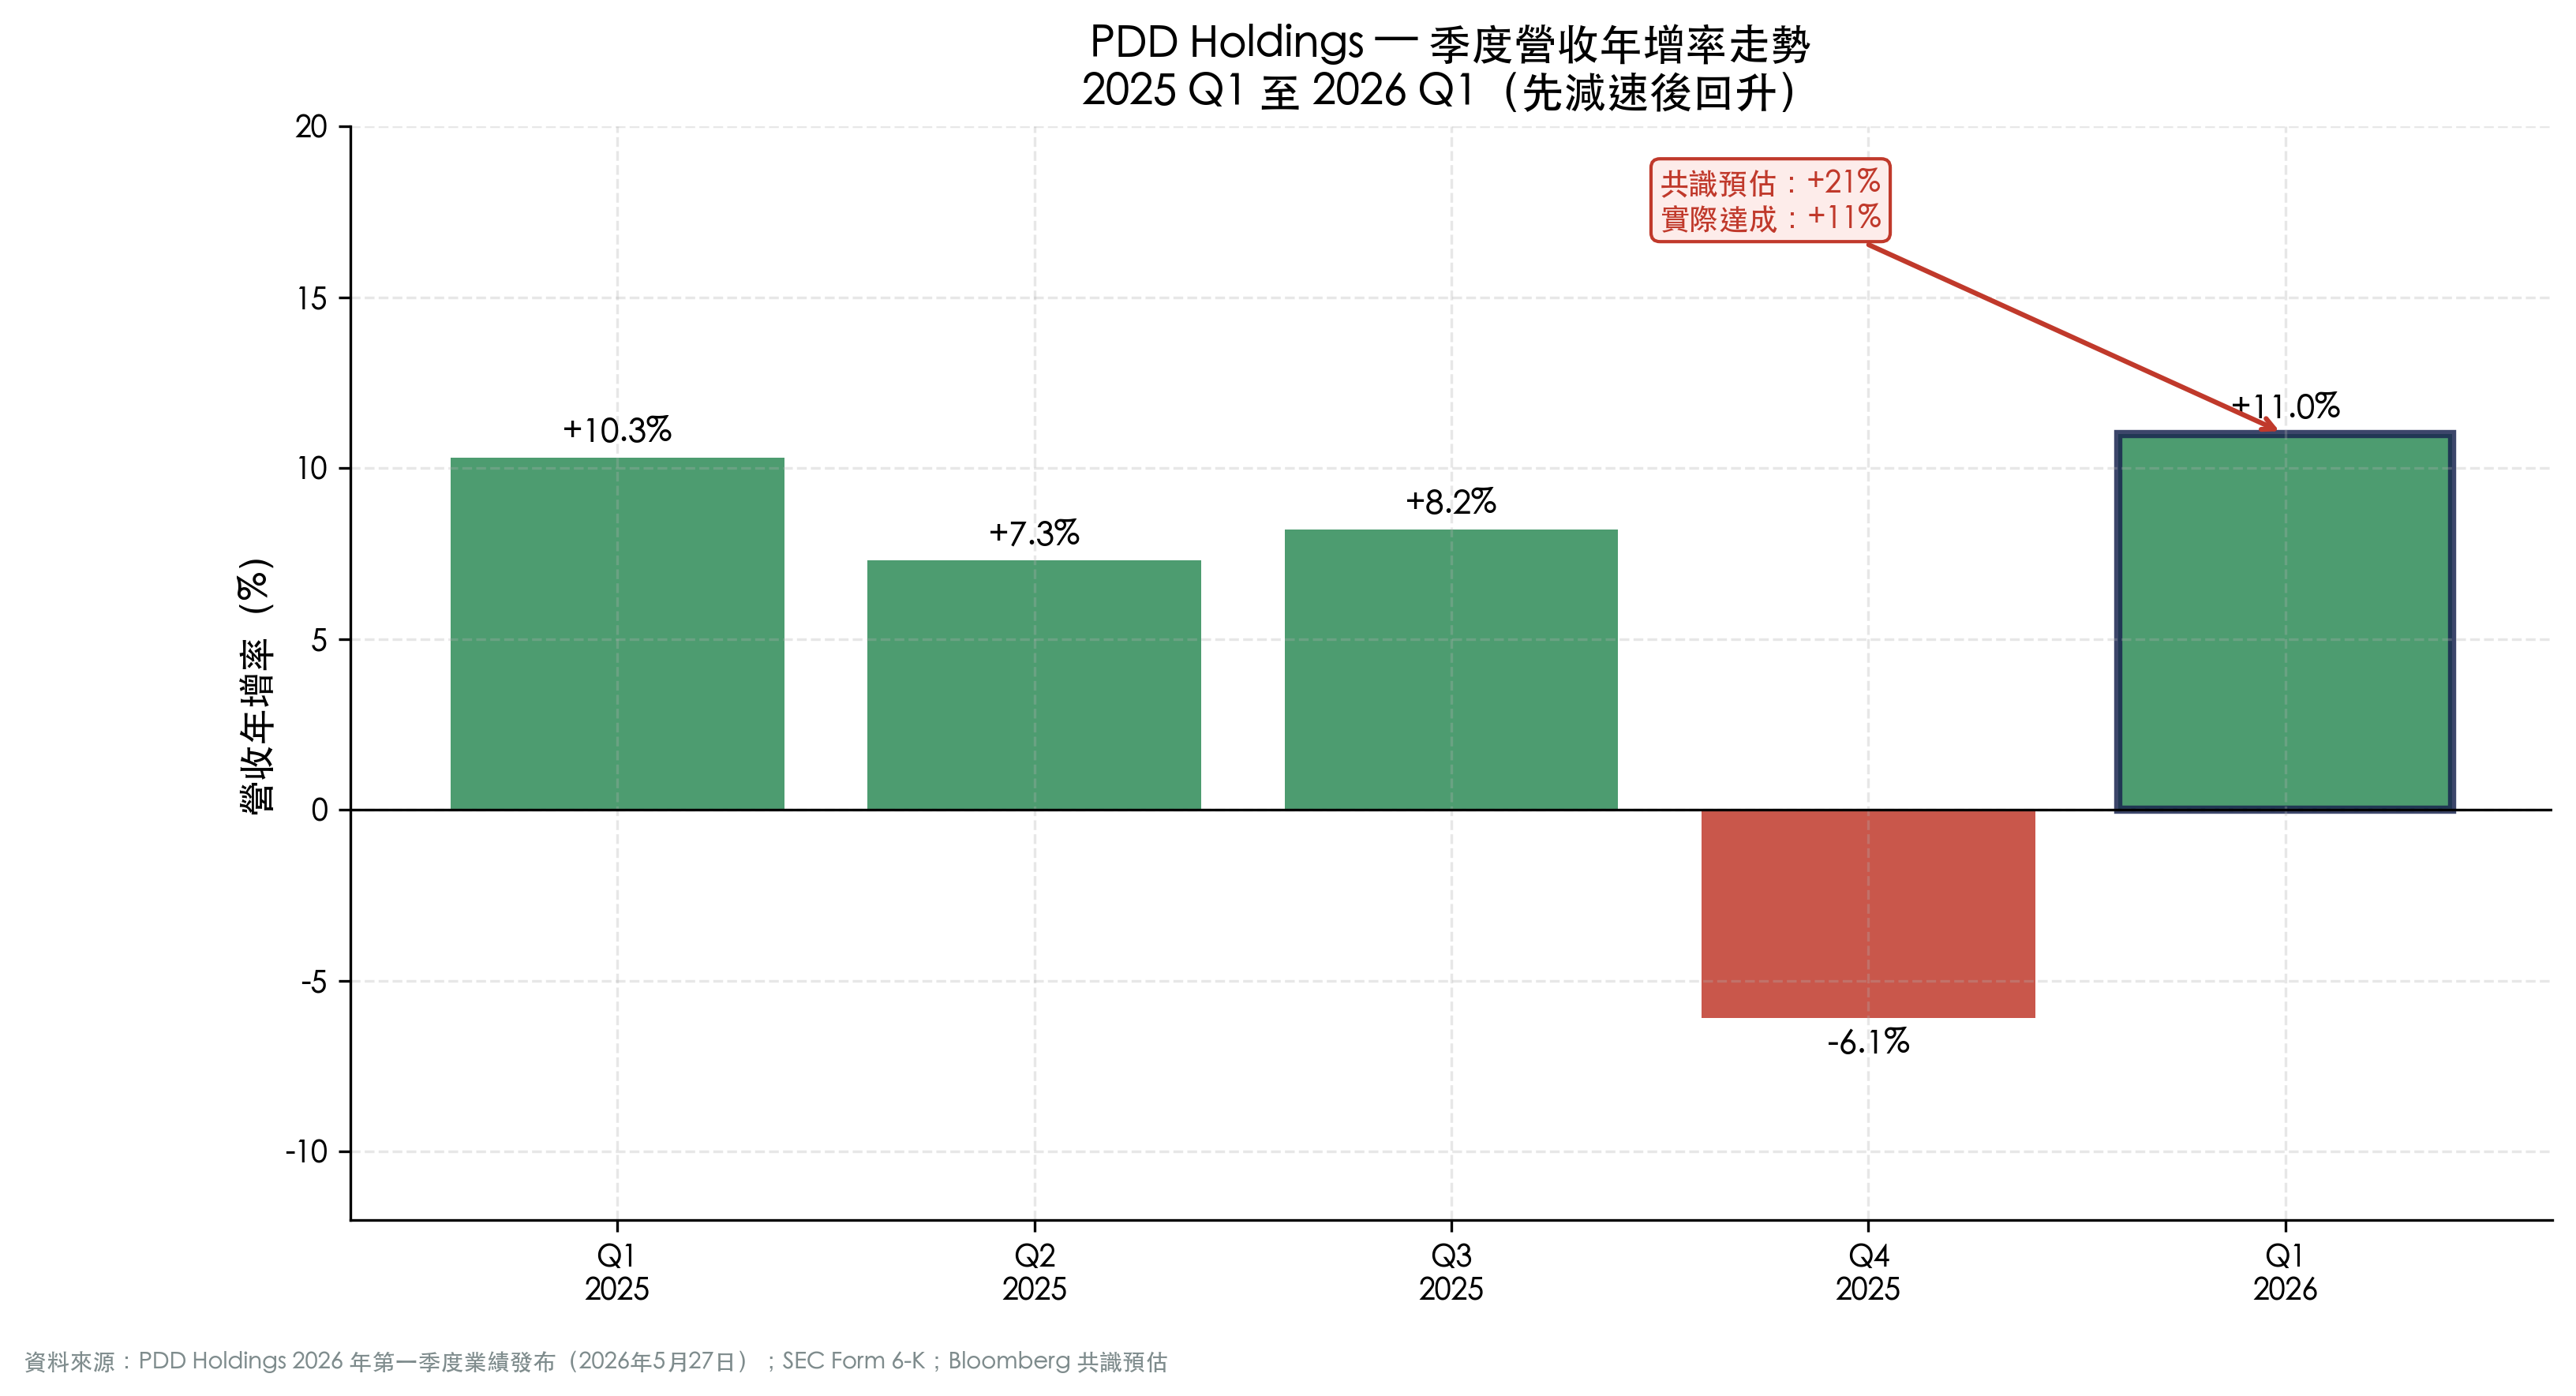 PDD Holdings — 季度營收年增率走勢
2025 Q1 至 2026 Q1（先減速後回升）
20
15
10
5
0
-5
-10
營收年增率（%）
共識預估：+21%
實際達成：+11%
+10.3%
+7.3%
+8.2%
-6.1%
+11.0%
Q1
2025
Q2
2025
Q3
2025
Q4
2025
Q1
2026
資料來源：PDD Holdings 2026 年第一季度業績發布（2026年5月27日）；SEC Form 6-K；Bloomberg 共識預估